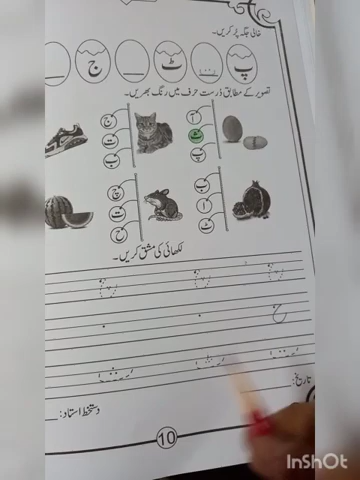 خالی جگہ پُر کریں۔
پ ٹ ج
تصویر کے مطابق درست حرف میں رنگ بھریں۔
آ ج
ث ت
پ ب
ب چ
ا ت
ٹ ح
لکھائی کی مشق کریں۔
تاریخ:
دستخط استاد:
10
InShOt